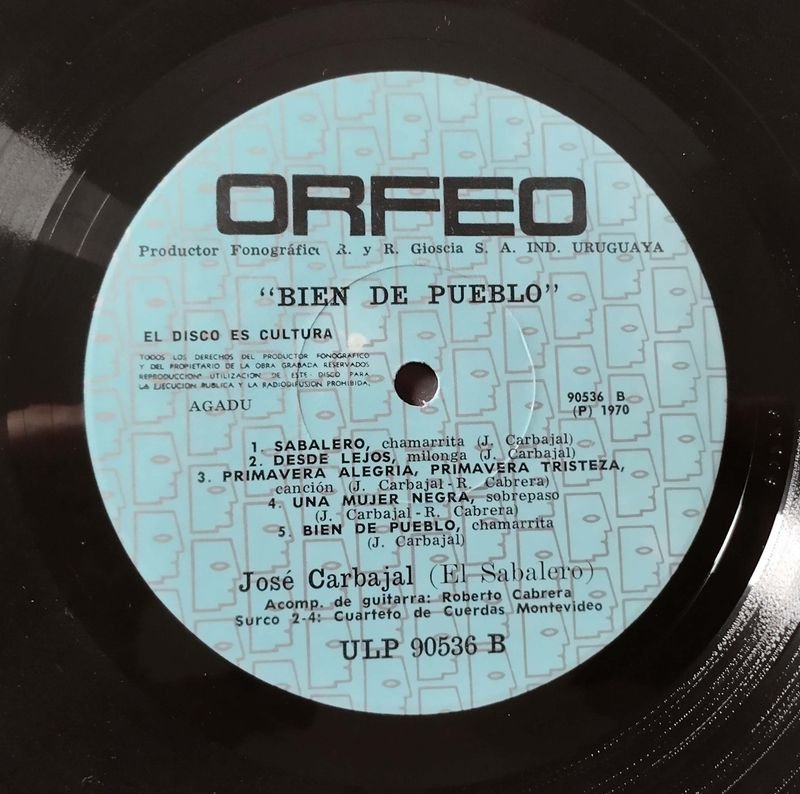 ORFEO
Productor Fonográfico R. y R. Gioscia S. A. IND. URUGUAYA
“BIEN DE PUEBLO”
EL DISCO ES CULTURA
TODOS LOS DERECHOS DEL PRODUCTOR FONOGRAFICO
Y DEL PROPIETARIO DE LA OBRA GRABADA RESERVADOS
REPRODUCCION UTILIZACION DE ESTE DISCO PARA
LA EJECUCION PUBLICA Y LA RADIODIFUSION PROHIBIDA.
AGADU
90536 B
(P) 1970
1. SABALERO, chamarrita (J. Carbajal)
2. DESDE LEJOS, milonga (J. Carbajal)
3. PRIMAVERA ALEGRIA, PRIMAVERA TRISTEZA,
canción (J. Carbajal - R. Cabrera)
4. UNA MUJER NEGRA, sobrepaso
(J. Carbajal - R. Cabrera)
5. BIEN DE PUEBLO, chamarrita
(J. Carbajal)
José Carbajal (El Sabalero)
Acomp. de guitarra: Roberto Cabrera
Surco 2-4: Cuarteto de Cuerdas Montevideo
ULP 90536 B